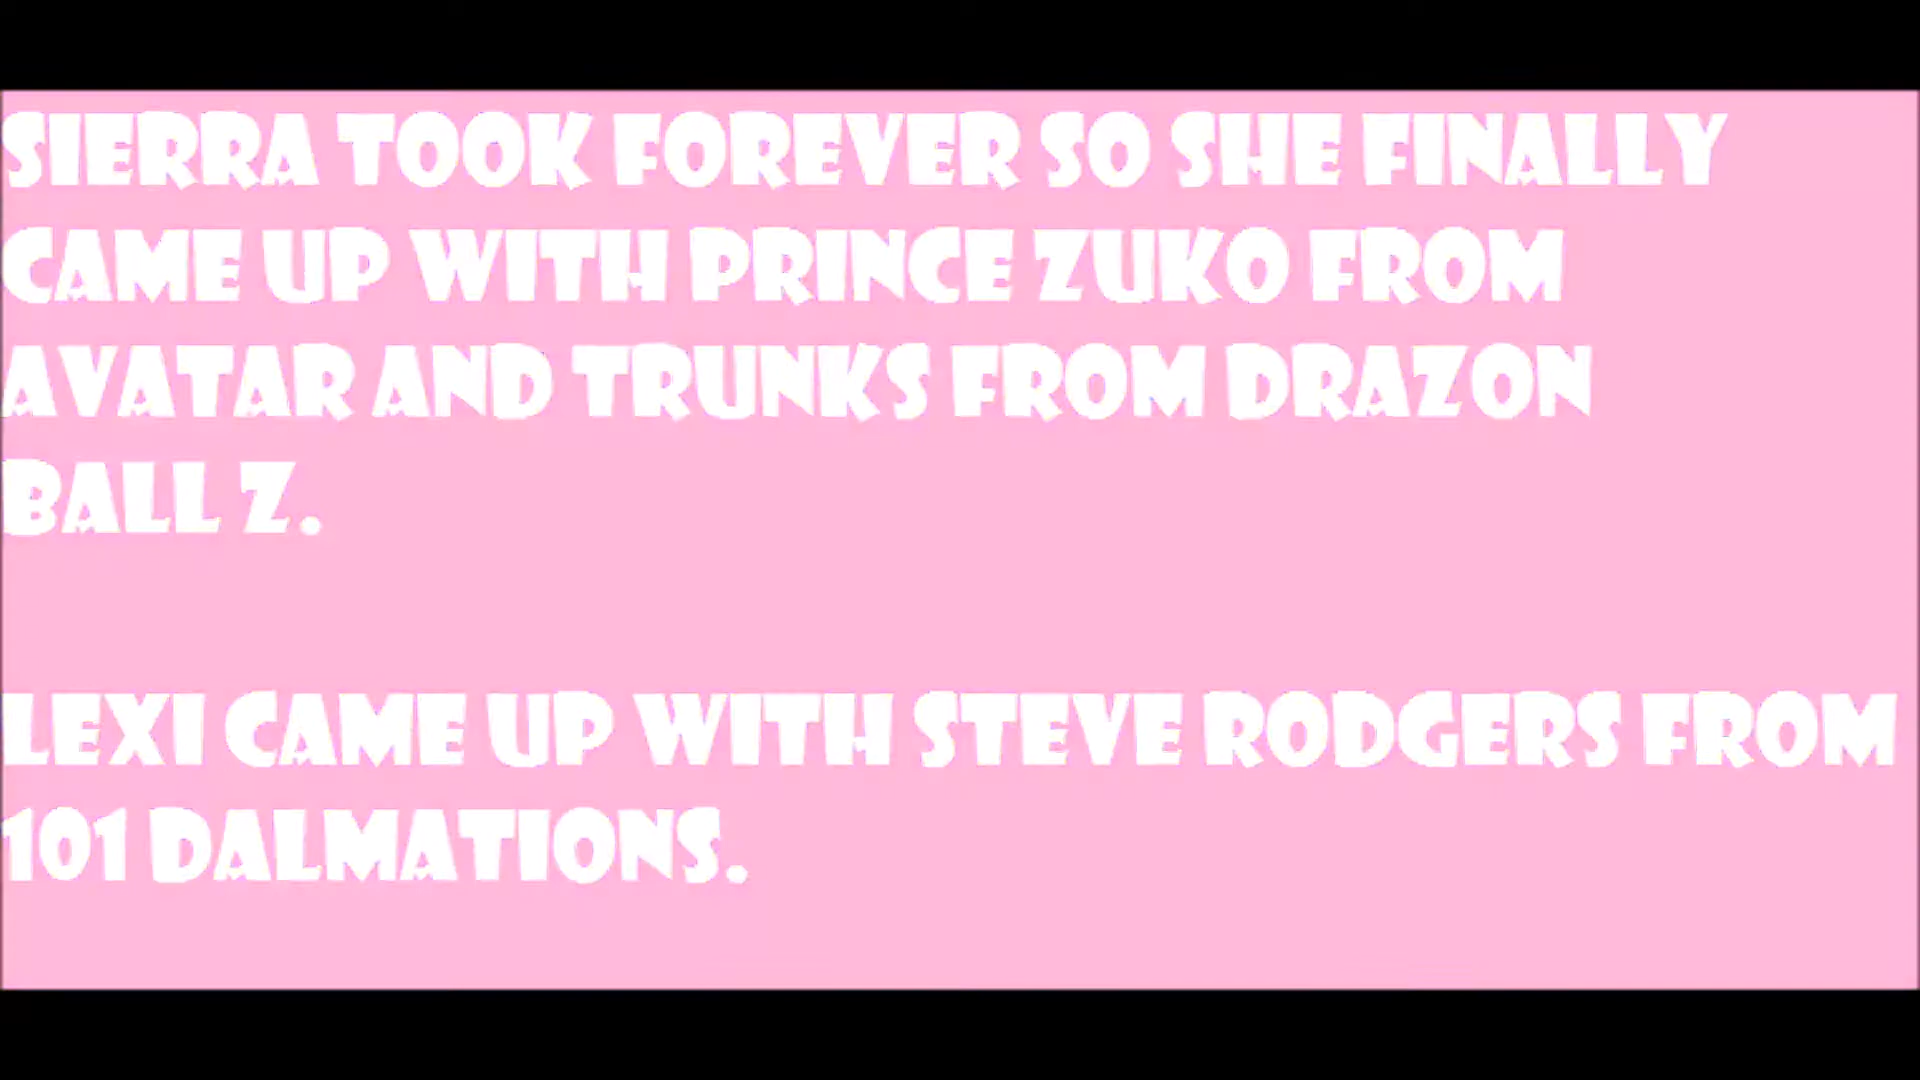 SIERRA TOOK FOREVER SO SHE FINALLY
CAME UP WITH PRINCE ZUKO FROM
AVATAR AND TRUNKS FROM DRAZON
BALL Z.
LEXI CAME UP WITH STEVE RODGERS FROM
101 DALMATIONS.